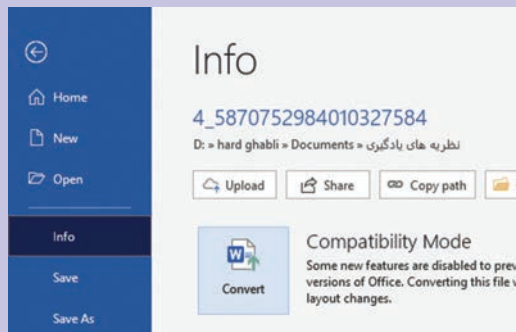 Info
Home
New
Open
Info
Save
Save As
4_5870752984010327584
D: » hard ghabli » Documents » نظریه های یادگیری
Upload
Share
Copy path
Convert
Compatibility Mode
Some new features are disabled to
versions of Office. Converting this file
layout changes.